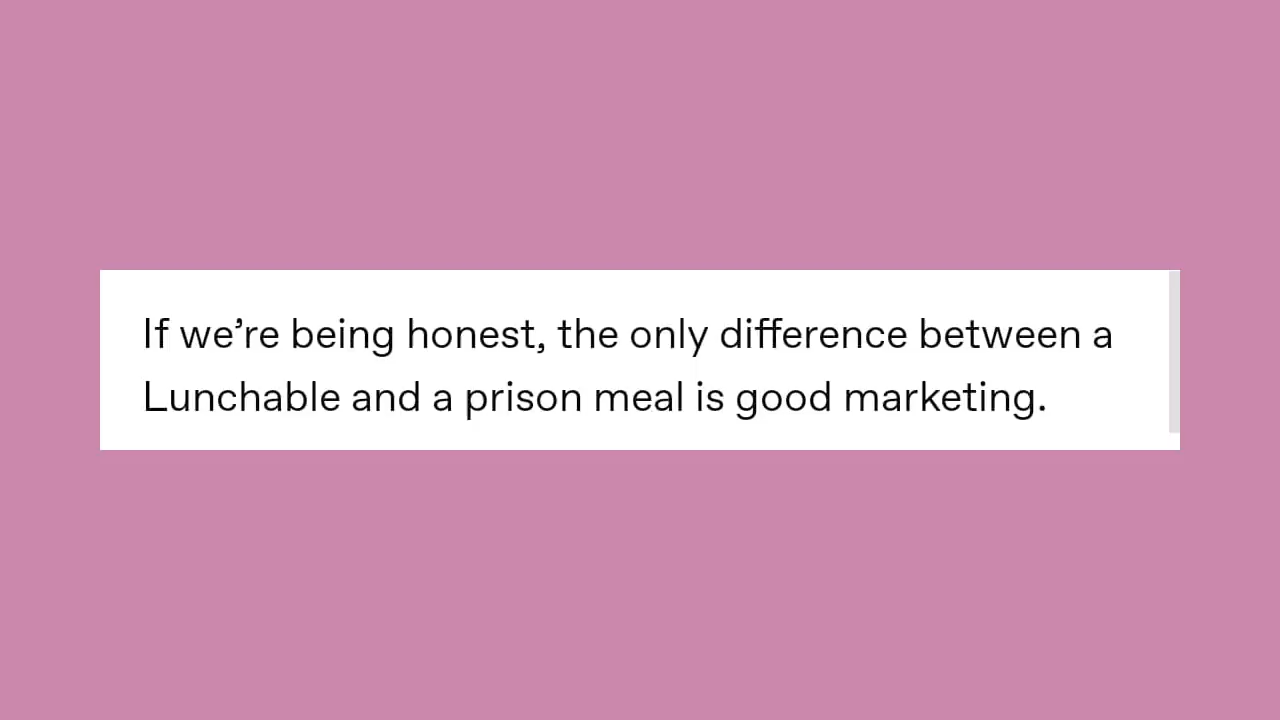 If we’re being honest, the only difference between a
Lunchable and a prison meal is good marketing.